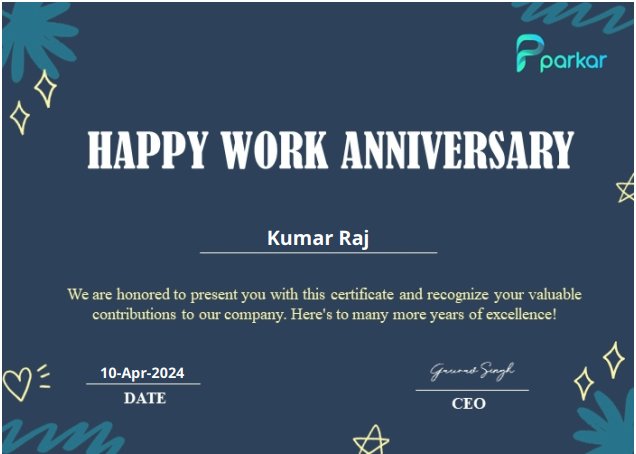 parkar
HAPPY WORK ANNIVERSARY
Kumar Raj
We are honored to present you with this certificate and recognize your valuable
contributions to our company. Here's to many more years of excellence!
10-Apr-2024
DATE
Gaurav Singh
CEO